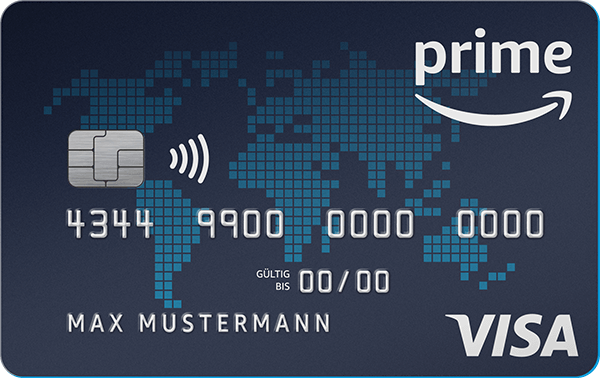 prime
4344 9900 0000 0000
GÜLTIG
BIS 00/00
MAX MUSTERMANN
VISA